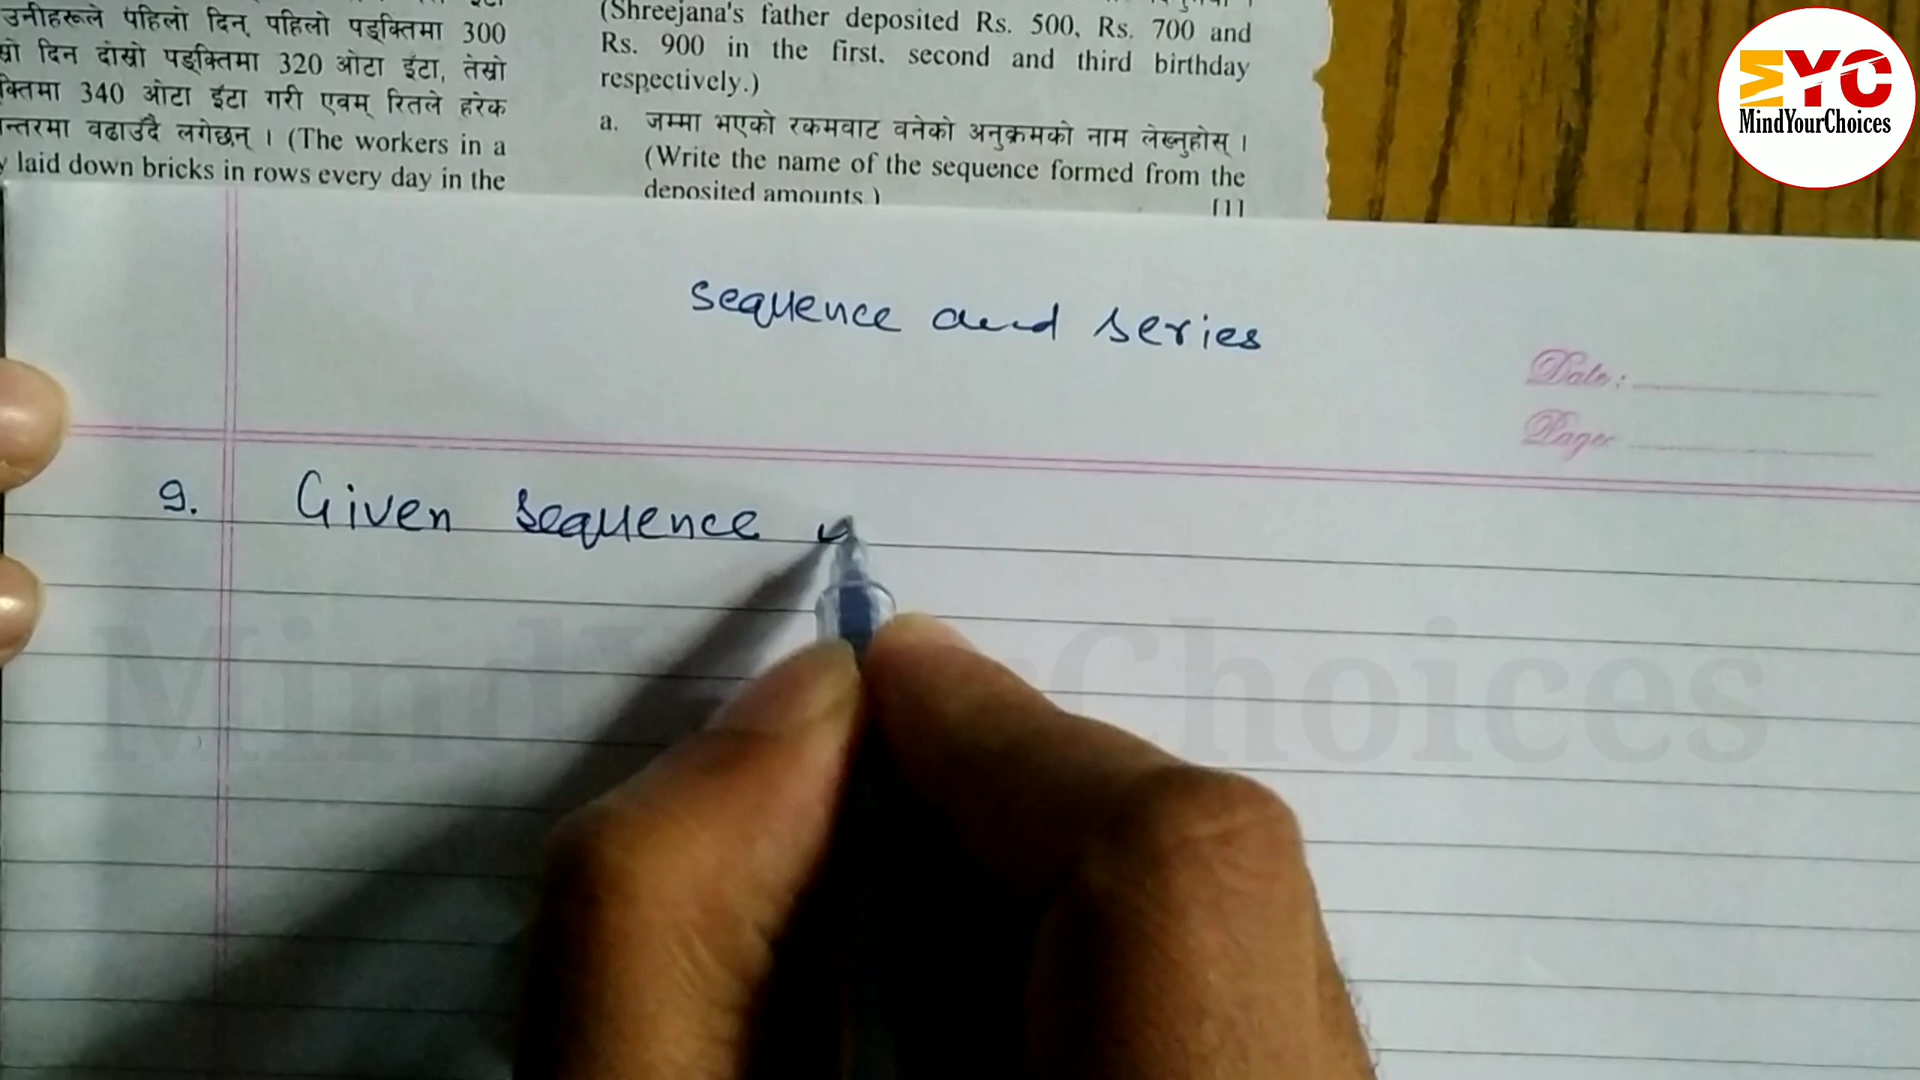 उनीहरूले पहिलो दिन पहिलो पङ्क्तिमा 300
दिन दोस्रो पङ्क्तिमा 320 ओटा ईंटा, तेस्रो
340 ओटा ईंटा गरी एवम् रितले हरेक
बढाउँदै लगेछन् । (The workers in a
laid down bricks in rows every day in the
(Shreejana's father deposited Rs. 500, Rs. 700 and
Rs. 900 in the first, second and third birthday
respectively.)
a. जम्मा भएको रकमबाट बनेको अनुक्रमको नाम लेख्नुहोस् ।
(Write the name of the sequence formed from the
deposited amounts.)
[1]
MYC
MindYourChoices
sequence and series
Date:
Page:
9. Given sequence
MindYourChoices